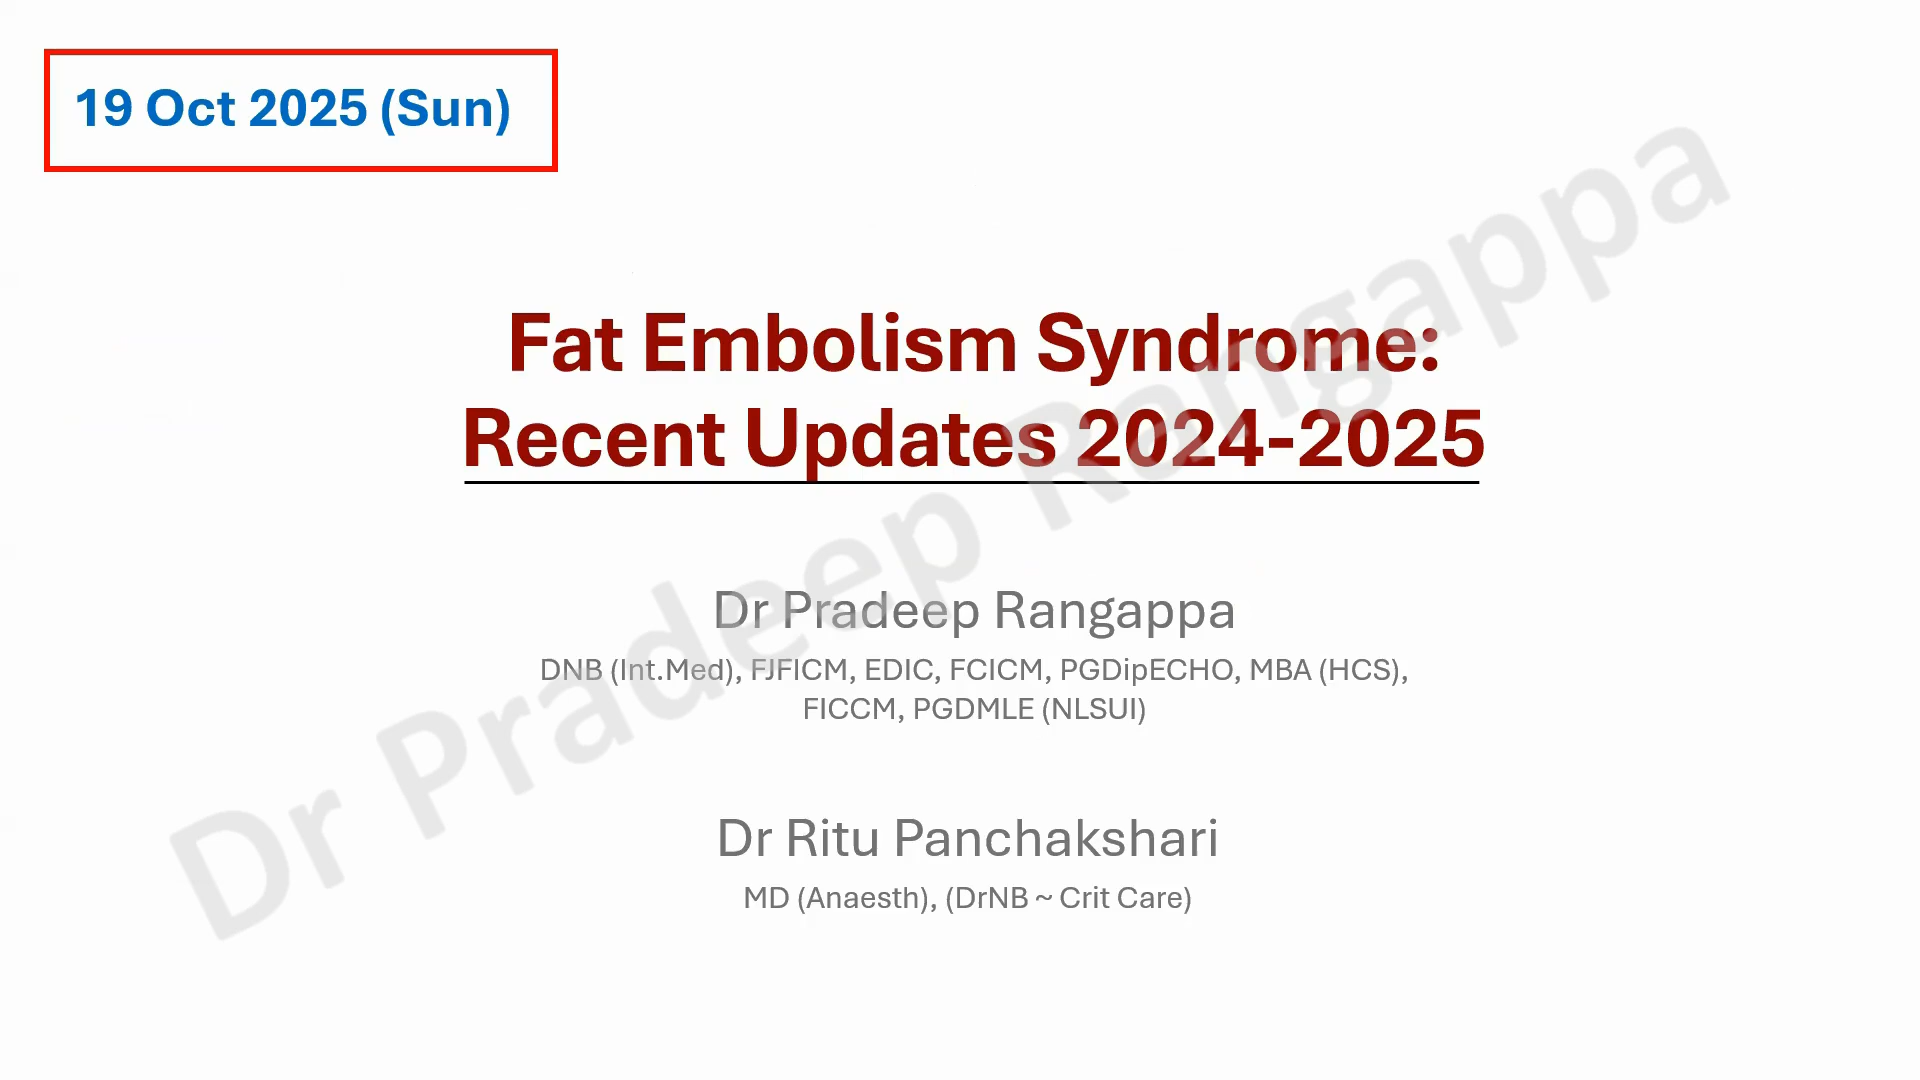 19 Oct 2025 (Sun)
Fat Embolism Syndrome:
Recent Updates 2024-2025
Dr Pradeep Rangappa
DNB (Int.Med), FJFICM, EDIC, FCICM, PGDipECHO, MBA (HCS),
FICCM, PGDMLE (NLSUI)
Dr Ritu Panchakshari
MD (Anaesth), (DrNB ~ Crit Care)
Dr Pradeep Rangappa